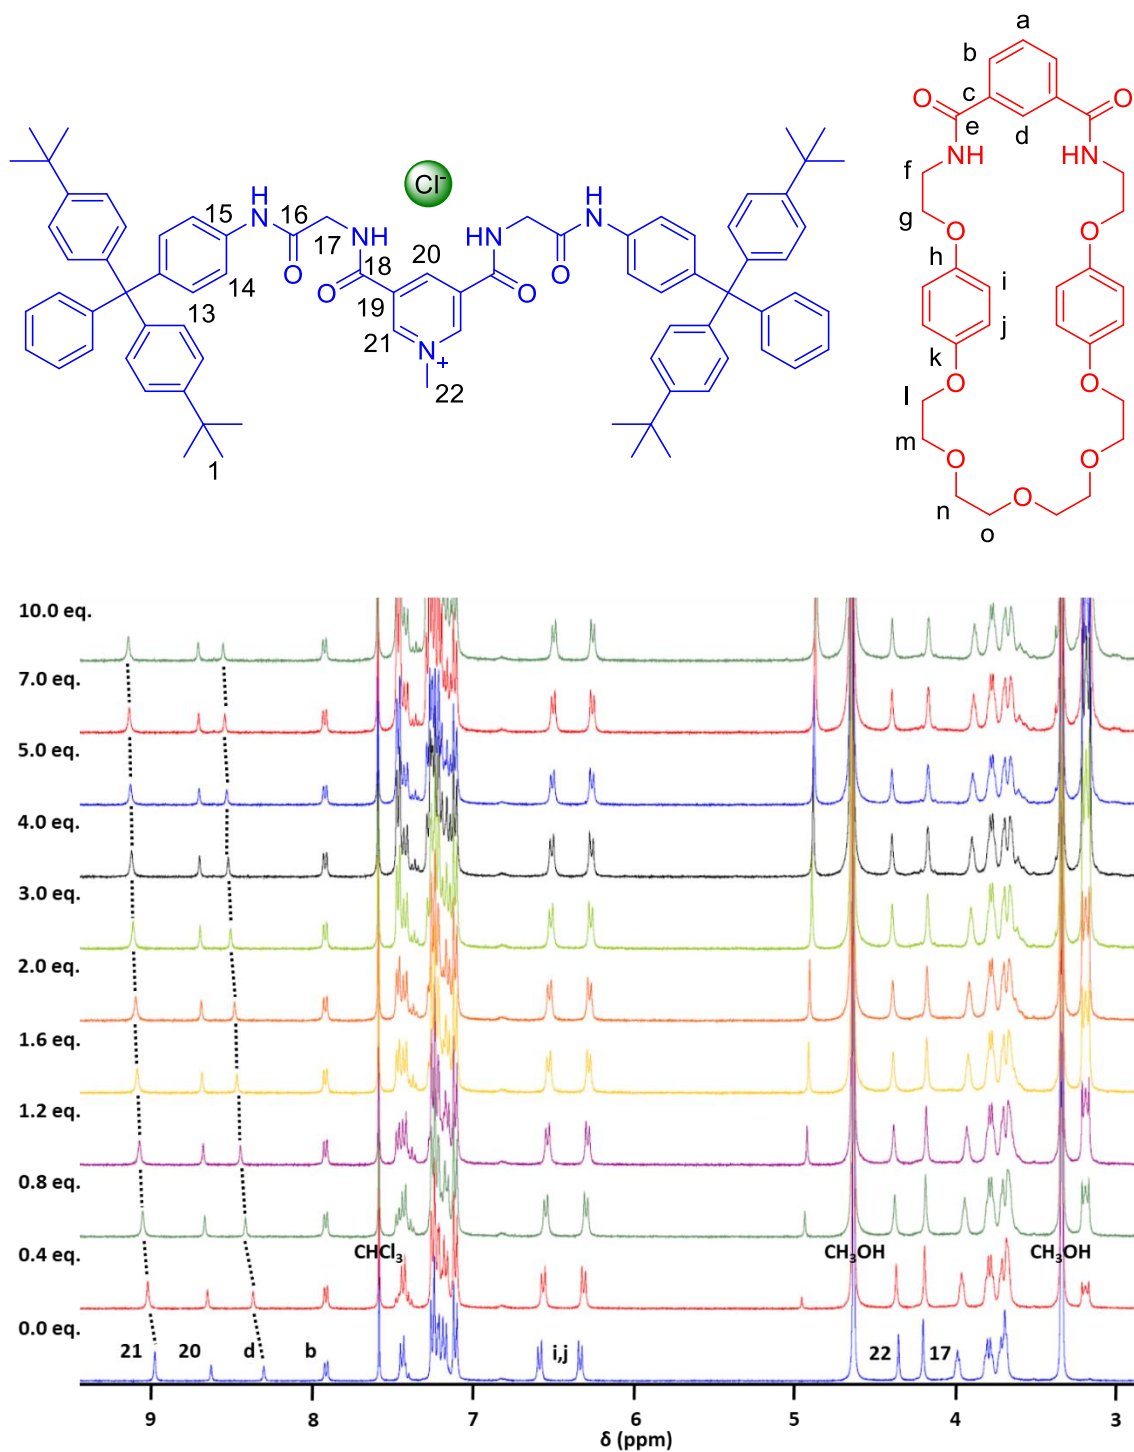 a
b
c
O
O
e
d
NH
HN
f
g
O
O
h
i
j
k
O
O
l
m
O
O
n
O
o
Cl-
15
H
N
16
17
NH
18
O
O
14
13
19
20
21
N+
22
H
N
O
O
H
N
1
10.0 eq.
7.0 eq.
5.0 eq.
4.0 eq.
3.0 eq.
2.0 eq.
1.6 eq.
1.2 eq.
0.8 eq.
CHCl3 CH3OH CH3OH
0.4 eq.
0.0 eq.
21 20 d b i,j 22 17
9 8 7 6 5 4 3
δ (ppm)